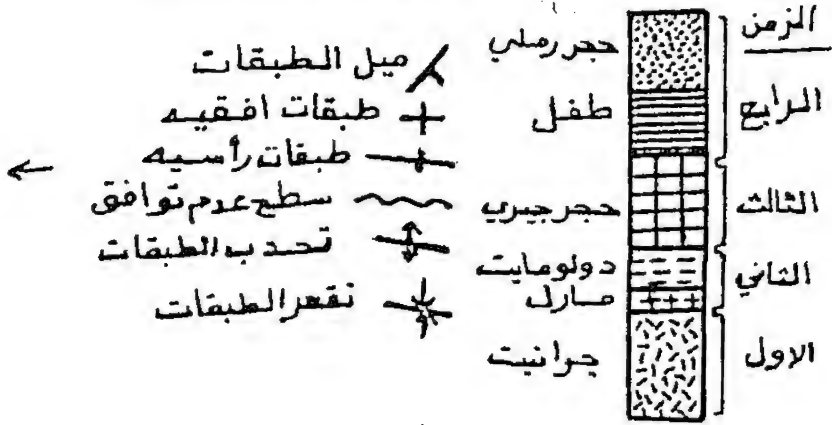 الزمن
الرابع
الثالث
الثاني
الاول
حجر رملي
طفل
حجر جيري
دولومايت
مارل
جرانيت
ميل الطبقات
طبقات افقيه
طبقات رأسيه
سطح عدم توافق
تحدب الطبقات
تقعر الطبقات